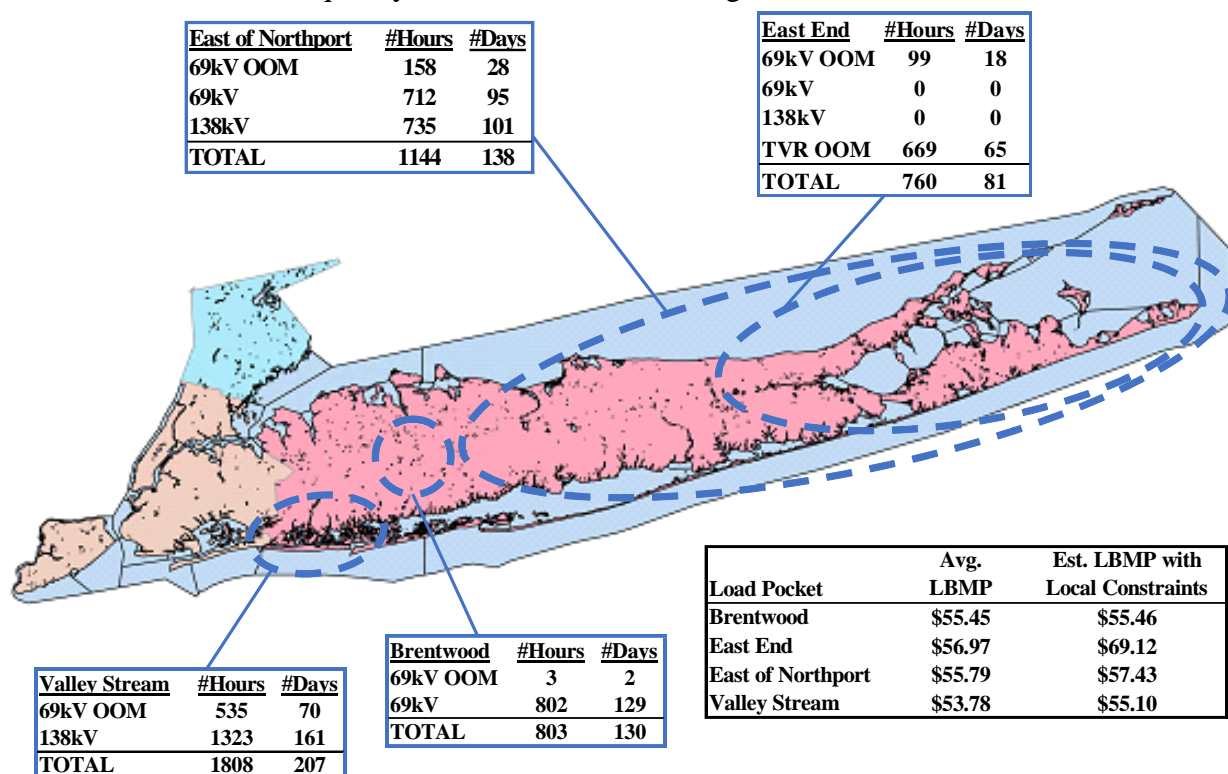 East of Northport #Hours #Days
69kV OOM 158 28
69kV 712 95
138kV 735 101
TOTAL 1144 138
East End #Hours #Days
69kV OOM 99 18
69kV 0 0
138kV 0 0
TVR OOM 669 65
TOTAL 760 81
Valley Stream #Hours #Days
69kV OOM 535 70
138kV 1323 161
TOTAL 1808 207
Brentwood #Hours #Days
69kV OOM 3 2
69kV 802 129
TOTAL 803 130
Avg. Est. LBMP with
Load Pocket LBMP Local Constraints
Brentwood $55.45 $55.46
East End $56.97 $69.12
East of Northport $55.79 $57.43
Valley Stream $53.78 $55.10